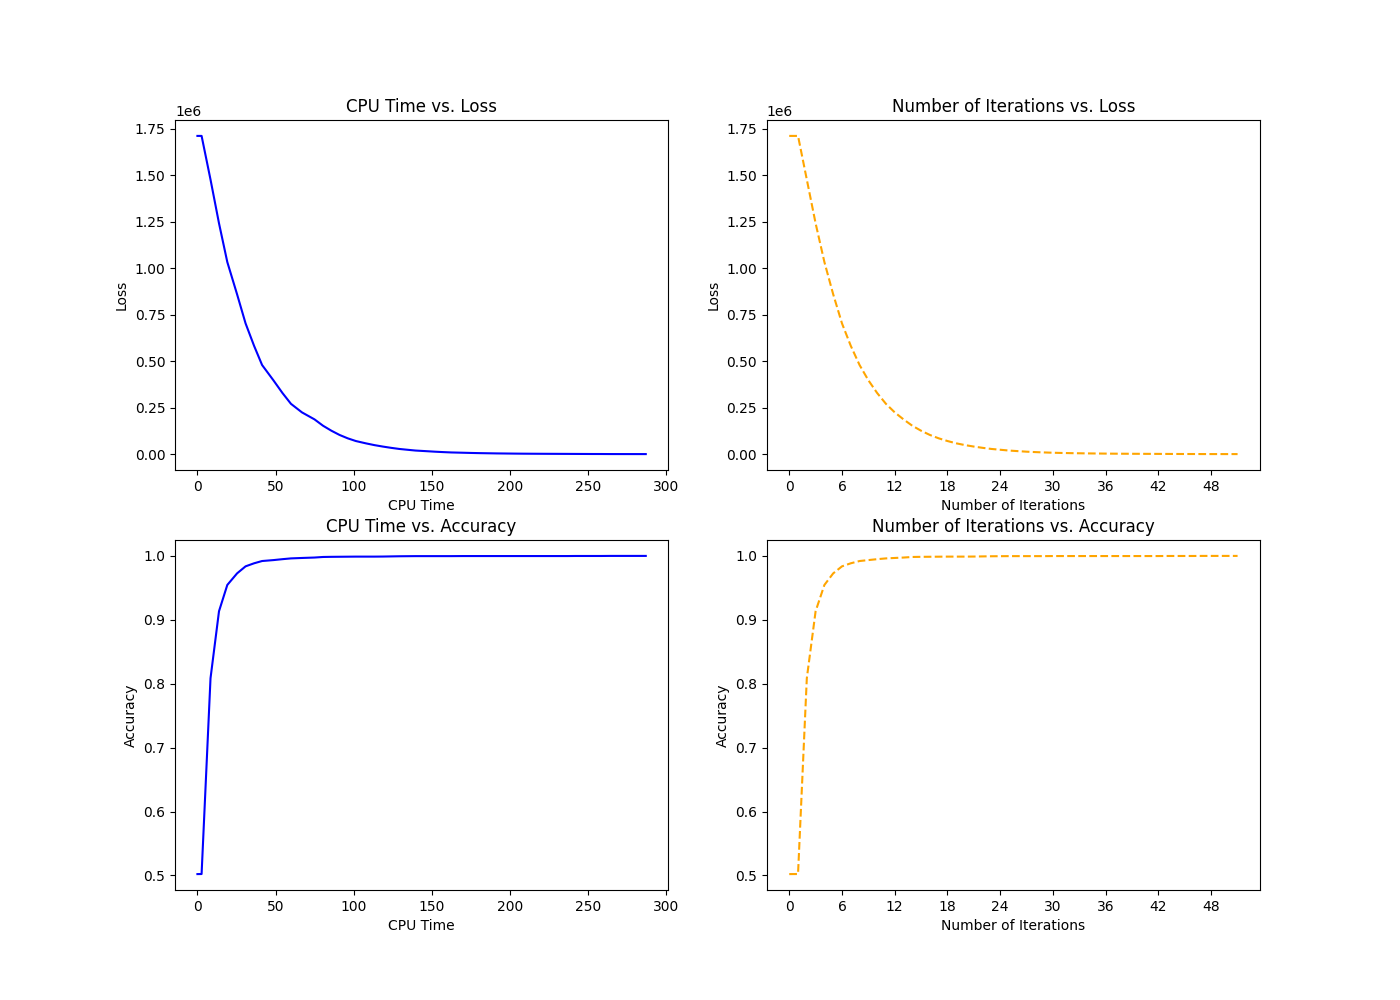 CPU Time vs. Loss
1e6
1.75
1.50
1.25
1.00
0.75
0.50
0.25
0.00
Loss
0 50 100 150 200 250 300
CPU Time
Number of Iterations vs. Loss
1e6
1.75
1.50
1.25
1.00
0.75
0.50
0.25
0.00
Loss
0 6 12 18 24 30 36 42 48
Number of Iterations
CPU Time vs. Accuracy
1.0
0.9
0.8
0.7
0.6
0.5
Accuracy
0 50 100 150 200 250 300
CPU Time
Number of Iterations vs. Accuracy
1.0
0.9
0.8
0.7
0.6
0.5
Accuracy
0 6 12 18 24 30 36 42 48
Number of Iterations